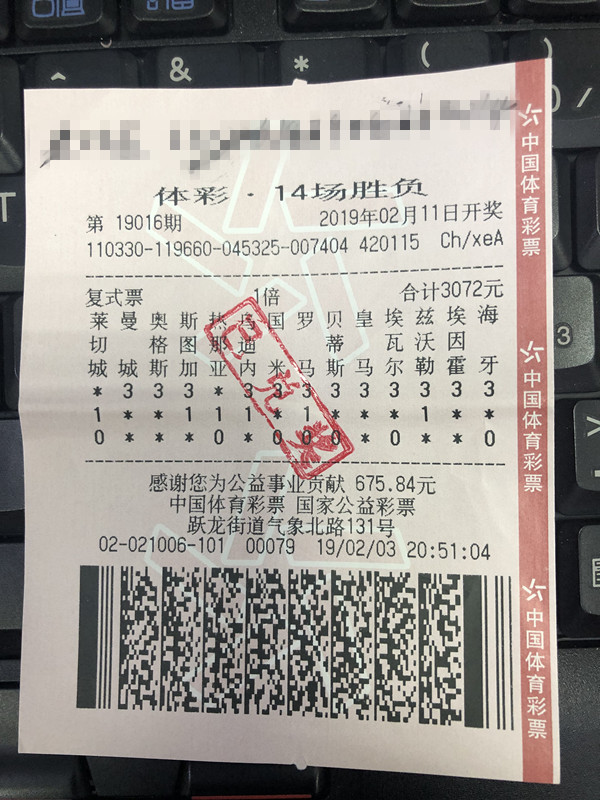 体彩·14场胜负
第 19016期 2019年02月11日开奖
110330-119660-045325-007404 420115 Ch/xeA
复式票 1倍 合计3072元
莱 曼 奥 斯 热 乌 国 罗 贝 皇 埃 兹 埃 海
切 格 图 那 迪 蒂 瓦 沃 因
城 城 斯 加 亚 内 米 马 斯 马 尔 勒 霍 牙
* 3 3 3 * 3 3 3 3 3 3 3 3 3
1 * * 1 1 1 * 1 * * * 1 * *
0 * * * 0 * 0 0 0 * 0 * * 0
已兑奖
感谢您为公益事业贡献 675.84元
中国体育彩票 国家公益彩票
跃龙街道气象北路131号
02-021006-101 00079 19/02/03 20:51:04
中国体育彩票
中国体育彩票
中国体育彩票